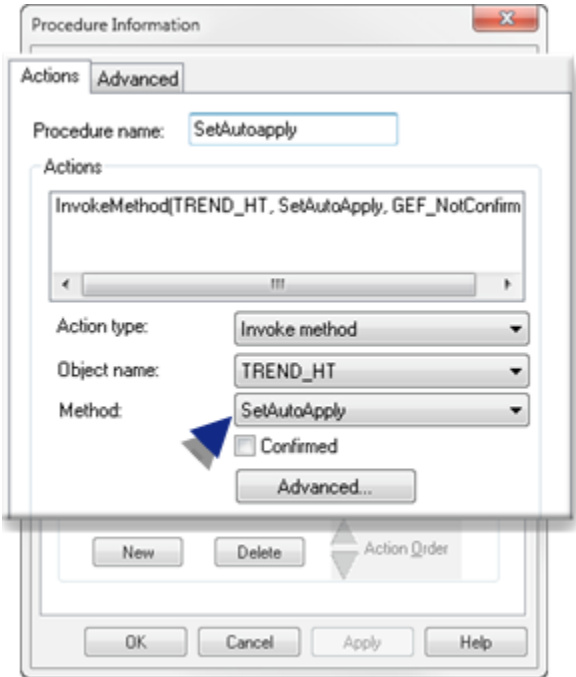 Procedure Information
Actions Advanced
Procedure name: SetAutoapply
Actions
InvokeMethod(TREND_HT, SetAutoApply, GEF_NotConfirm
Action type: Invoke method
Object name: TREND_HT
Method: SetAutoApply
Confirmed
Advanced...
New Delete Action Order
OK Cancel Apply Help